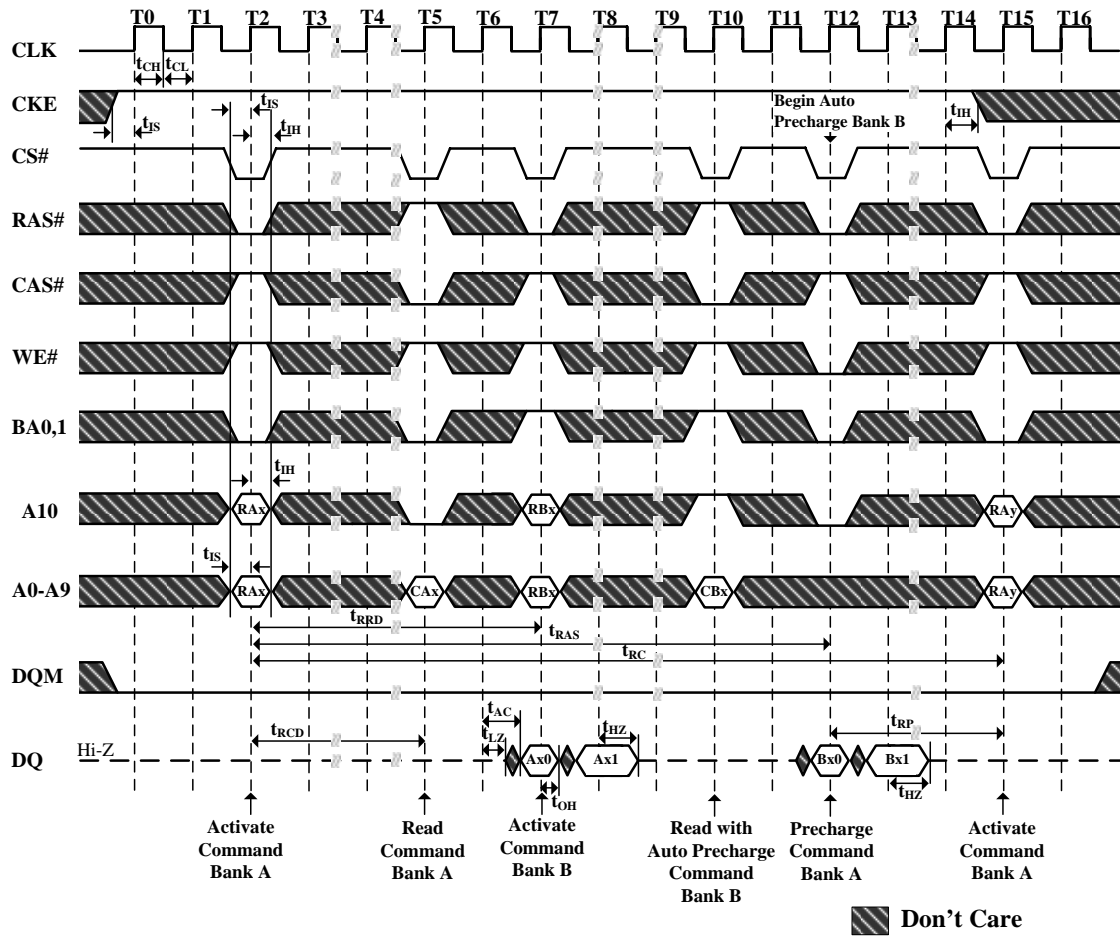 T0 T1 T2 T3 T4 T5 T6 T7 T8 T9 T10 T11 T12 T13 T14 T15 T16
CLK
tCH tCL
CKE
tIS
tIS
tIH
Begin Auto
Precharge Bank B
tIH
CS#
RAS#
CAS#
WE#
BA0,1
tIH
A10
RAx RBx RAy
tIS
A0-A9
RAx CAx RBx CBx RAy
tRRD
tRAS
tRC
DQM
tAC
tRCD
tLZ
tHZ
tRP
DQ
Hi-Z
Ax0 Ax1 Bx0 Bx1
tOH
tHZ
Activate
Command
Bank A
Read
Command
Bank A
Activate
Command
Bank B
Read with
Auto Precharge
Command
Bank B
Precharge
Command
Bank A
Activate
Command
Bank A
Don't Care